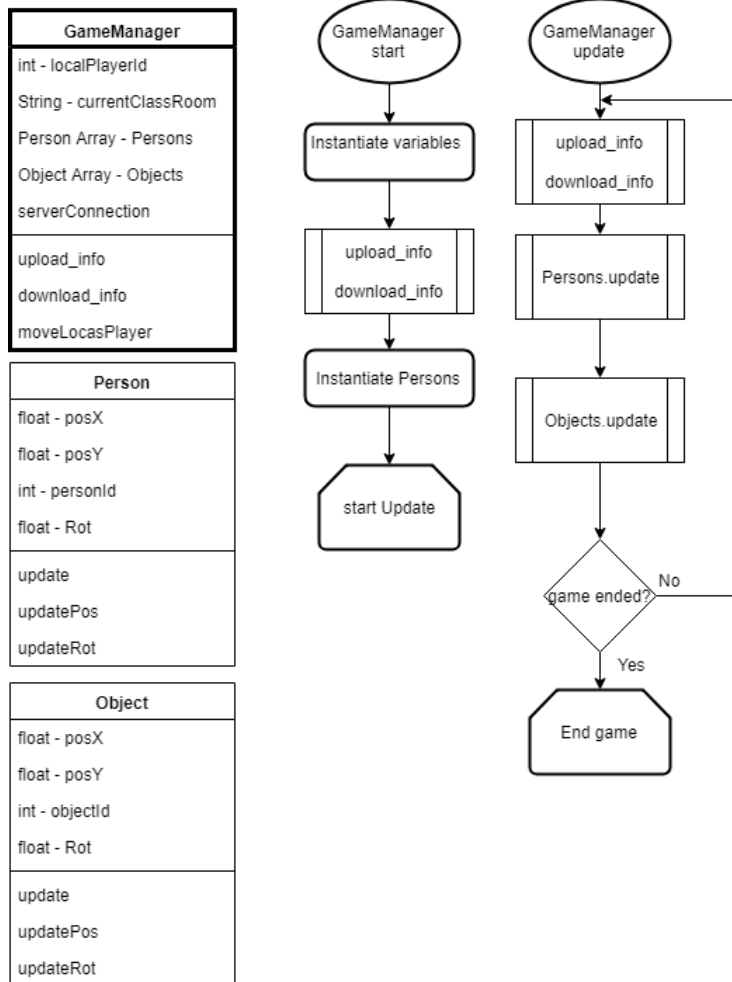 GameManager
int - localPlayerId
String - currentClassRoom
Person Array - Persons
Object Array - Objects
serverConnection
upload_info
download_info
moveLocasPlayer
Person
float - posX
float - posY
int - personId
float - Rot
update
updatePos
updateRot
Object
float - posX
float - posY
int - objectId
float - Rot
update
updatePos
updateRot
GameManager
start
Instantiate variables
upload_info
download_info
Instantiate Persons
start Update
GameManager
update
upload_info
download_info
Persons.update
Objects.update
game ended?
No
Yes
End game